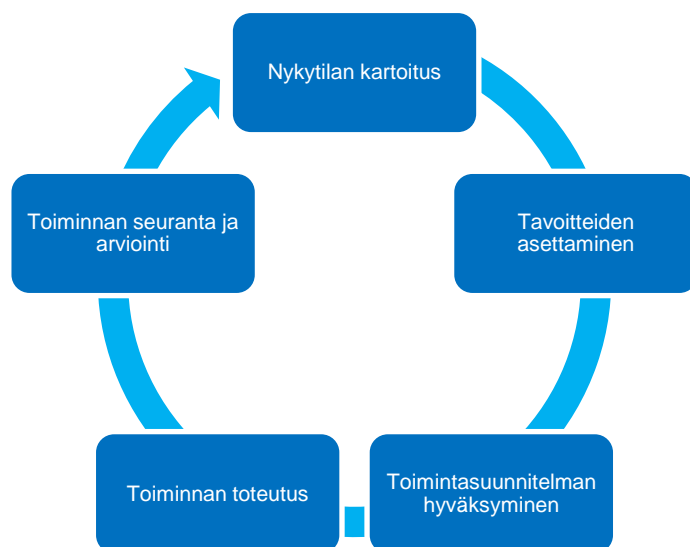 Nykytilan kartoitus
Tavoitteiden
asettaminen
Toimintasuunnitelman
hyväksyminen
Toiminnan toteutus
Toiminnan seuranta ja
arviointi